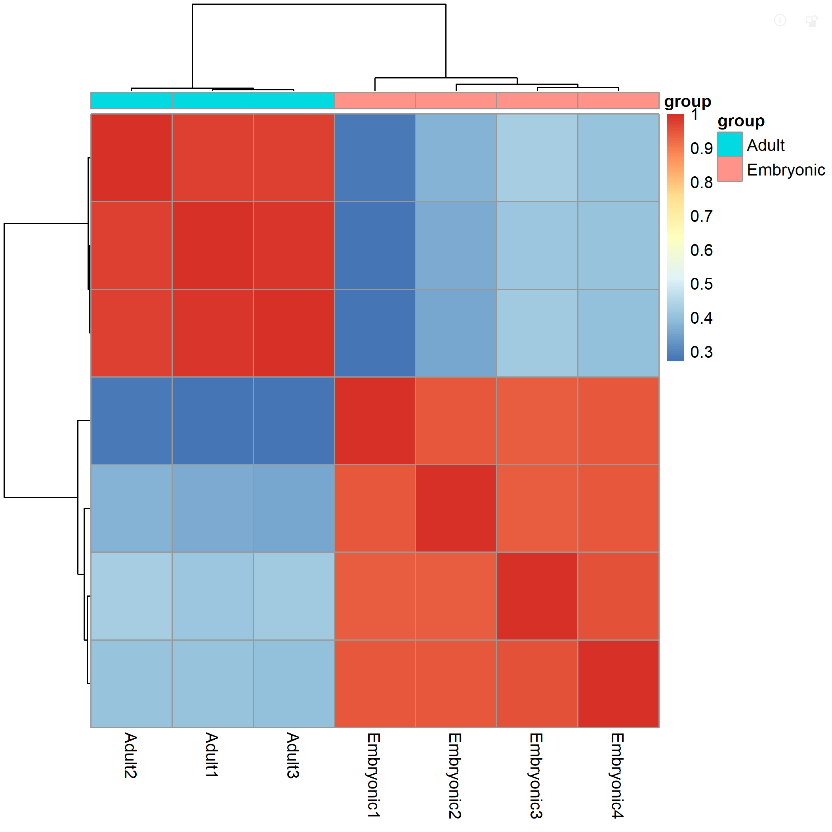 group
1
0.9
0.8
0.7
0.6
0.5
0.4
0.3
group
Adult
Embryonic
Adult2
Adult1
Adult3
Embryonic1
Embryonic2
Embryonic3
Embryonic4